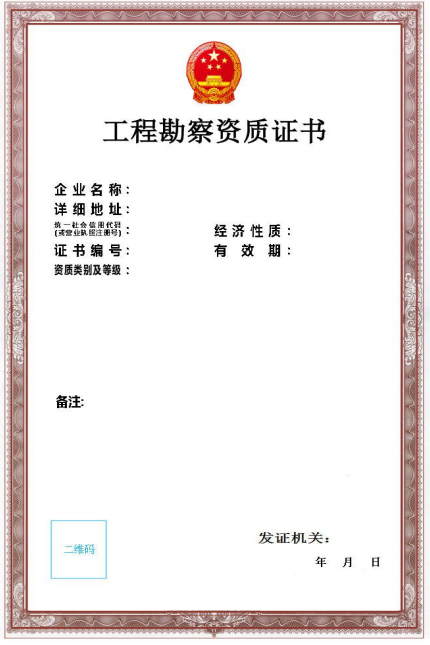 工程勘察资质证书
企业名称：
详细地址：
统一社会信用代码
(或营业执照注册号)：
经济性质：
证书编号：
有效期：
资质类别及等级：
备注:
二维码
发证机关：
年 月 日